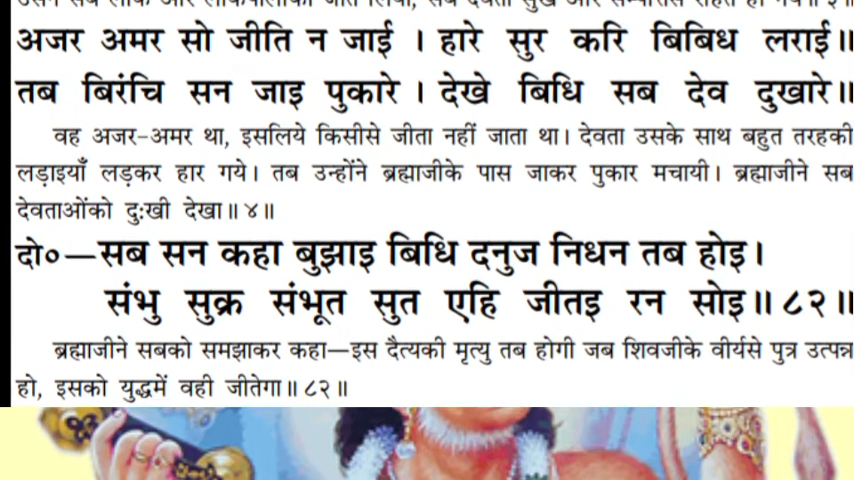 अजर अमर सो जीति न जाई । हारे सुर करि बिबिध लराई॥
तब बिरंचि सन जाइ पुकारे । देखे बिधि सब देव दुखारे॥
वह अजर-अमर था, इसलिये किसीसे जीता नहीं जाता था। देवता उसके साथ बहुत तरहकी
लड़ाइयाँ लड़कर हार गये। तब उन्होंने ब्रह्माजीके पास जाकर पुकार मचायी। ब्रह्माजीने सब
देवताओंको दुःखी देखा॥४॥
दो०—सब सन कहा बुझाइ बिधि दनुज निधन तब होइ।
संभु सुक्र संभूत सुत एहि जीतइ रन सोइ॥८२॥
ब्रह्माजीने सबको समझाकर कहा—इस दैत्यकी मृत्यु तब होगी जब शिवजीके वीर्यसे पुत्र उत्पन्न
हो, इसको युद्धमें वही जीतेगा॥८२॥